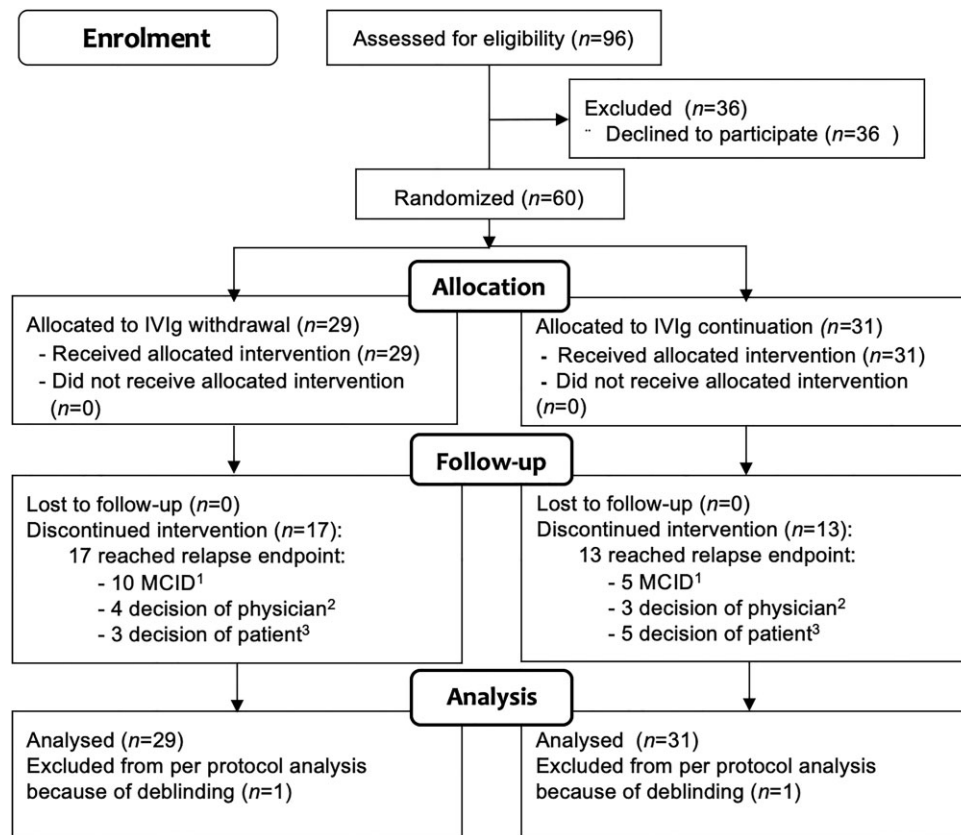 Enrolment
Assessed for eligibility (n=96)
Excluded (n=36)
¨ Declined to participate (n=36 )
Randomized (n=60)
Allocation
Allocated to IVIg withdrawal (n=29)
- Received allocated intervention (n=29)
- Did not receive allocated intervention
(n=0)
Allocated to IVIg continuation (n=31)
- Received allocated intervention (n=31)
- Did not receive allocated intervention
(n=0)
Follow-up
Lost to follow-up (n=0)
Discontinued intervention (n=17):
17 reached relapse endpoint:
- 10 MCID¹
- 4 decision of physician²
- 3 decision of patient³
Lost to follow-up (n=0)
Discontinued intervention (n=13):
13 reached relapse endpoint:
- 5 MCID¹
- 3 decision of physician²
- 5 decision of patient³
Analysis
Analysed (n=29)
Excluded from per protocol analysis
because of deblinding (n=1)
Analysed (n=31)
Excluded from per protocol analysis
because of deblinding (n=1)